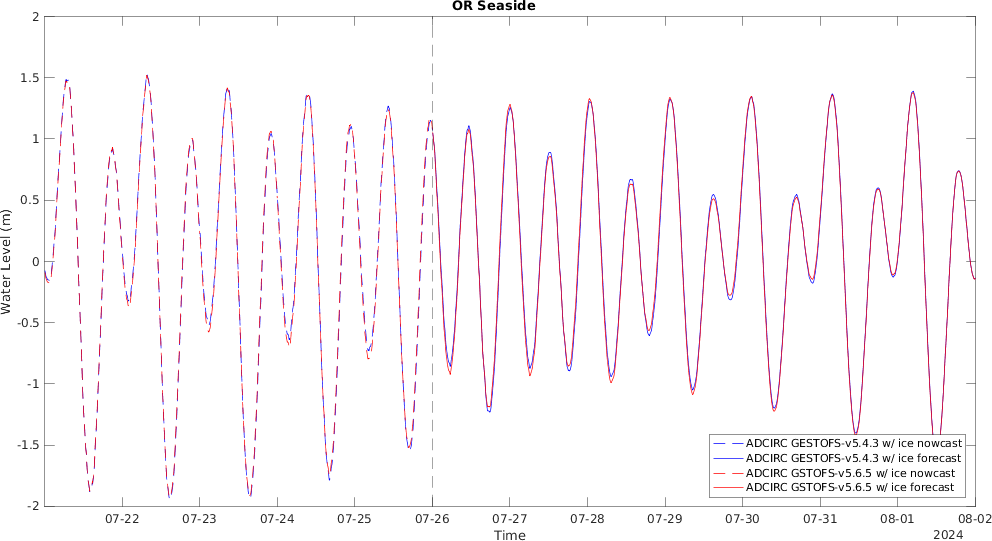 OR Seaside
2
1.5
1
0.5
0
-0.5
-1
-1.5
-2
Water Level (m)
ADCIRC GESTOFS-v5.4.3 w/ ice nowcast
ADCIRC GESTOFS-v5.4.3 w/ ice forecast
ADCIRC GSTOFS-v5.6.5 w/ ice nowcast
ADCIRC GSTOFS-v5.6.5 w/ ice forecast
07-22 07-23 07-24 07-25 07-26 07-27 07-28 07-29 07-30 07-31 08-01 08-02
Time 2024